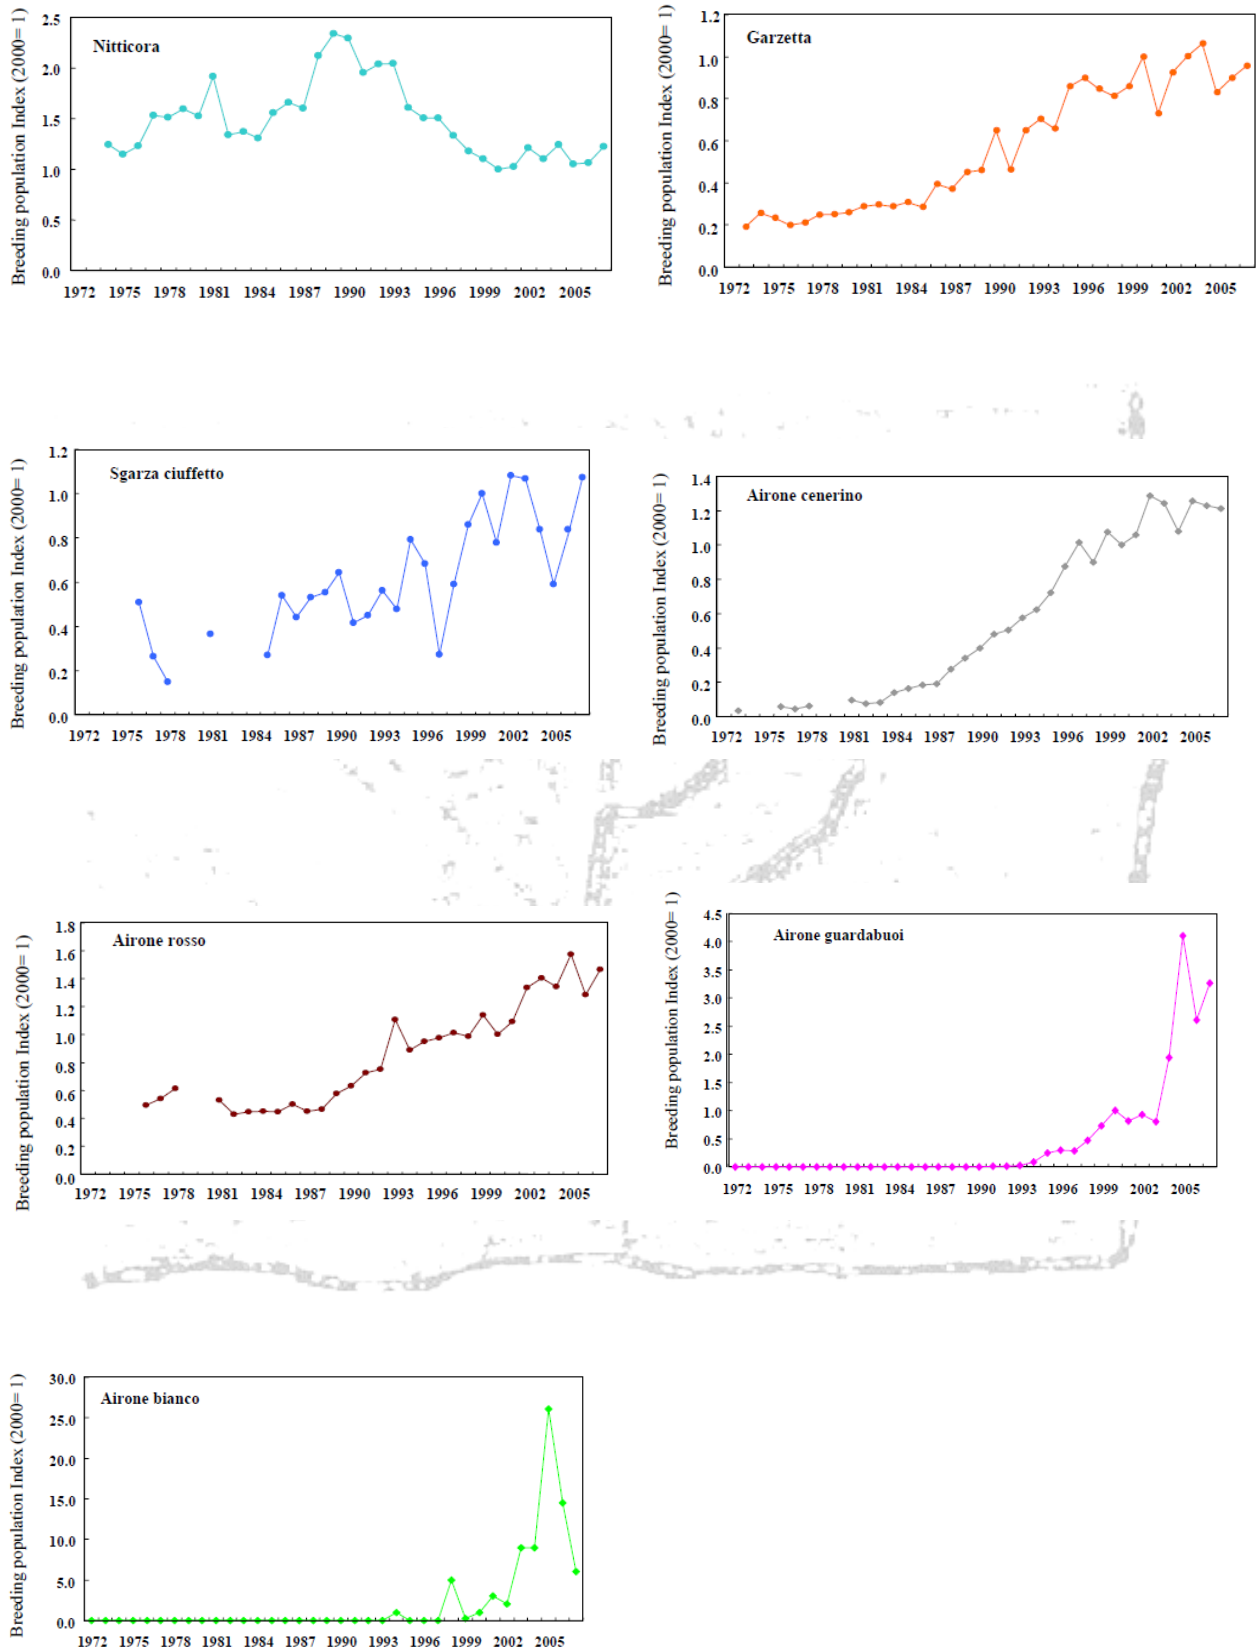 Nitticora
Breeding population Index (2000= 1)
2.5
2.0
1.5
1.0
0.5
0.0
1972 1975 1978 1981 1984 1987 1990 1993 1996 1999 2002 2005
Garzetta
Breeding population Index (2000= 1)
1.2
1.0
0.8
0.6
0.4
0.2
0.0
1972 1975 1978 1981 1984 1987 1990 1993 1996 1999 2002 2005
Sgarza ciuffetto
Breeding population Index (2000= 1)
1.2
1.0
0.8
0.6
0.4
0.2
0.0
1972 1975 1978 1981 1984 1987 1990 1993 1996 1999 2002 2005
Airone cenerino
Breeding population Index (2000= 1)
1.4
1.2
1.0
0.8
0.6
0.4
0.2
0.0
1972 1975 1978 1981 1984 1987 1990 1993 1996 1999 2002 2005
Airone rosso
Breeding population Index (2000= 1)
1.8
1.6
1.4
1.2
1.0
0.8
0.6
0.4
0.2
0.0
1972 1975 1978 1981 1984 1987 1990 1993 1996 1999 2002 2005
Airone guardabuoi
Breeding population Index (2000= 1)
4.5
4.0
3.5
3.0
2.5
2.0
1.5
1.0
0.5
0.0
1972 1975 1978 1981 1984 1987 1990 1993 1996 1999 2002 2005
Airone bianco
Breeding population Index (2000= 1)
30.0
25.0
20.0
15.0
10.0
5.0
0.0
1972 1975 1978 1981 1984 1987 1990 1993 1996 1999 2002 2005